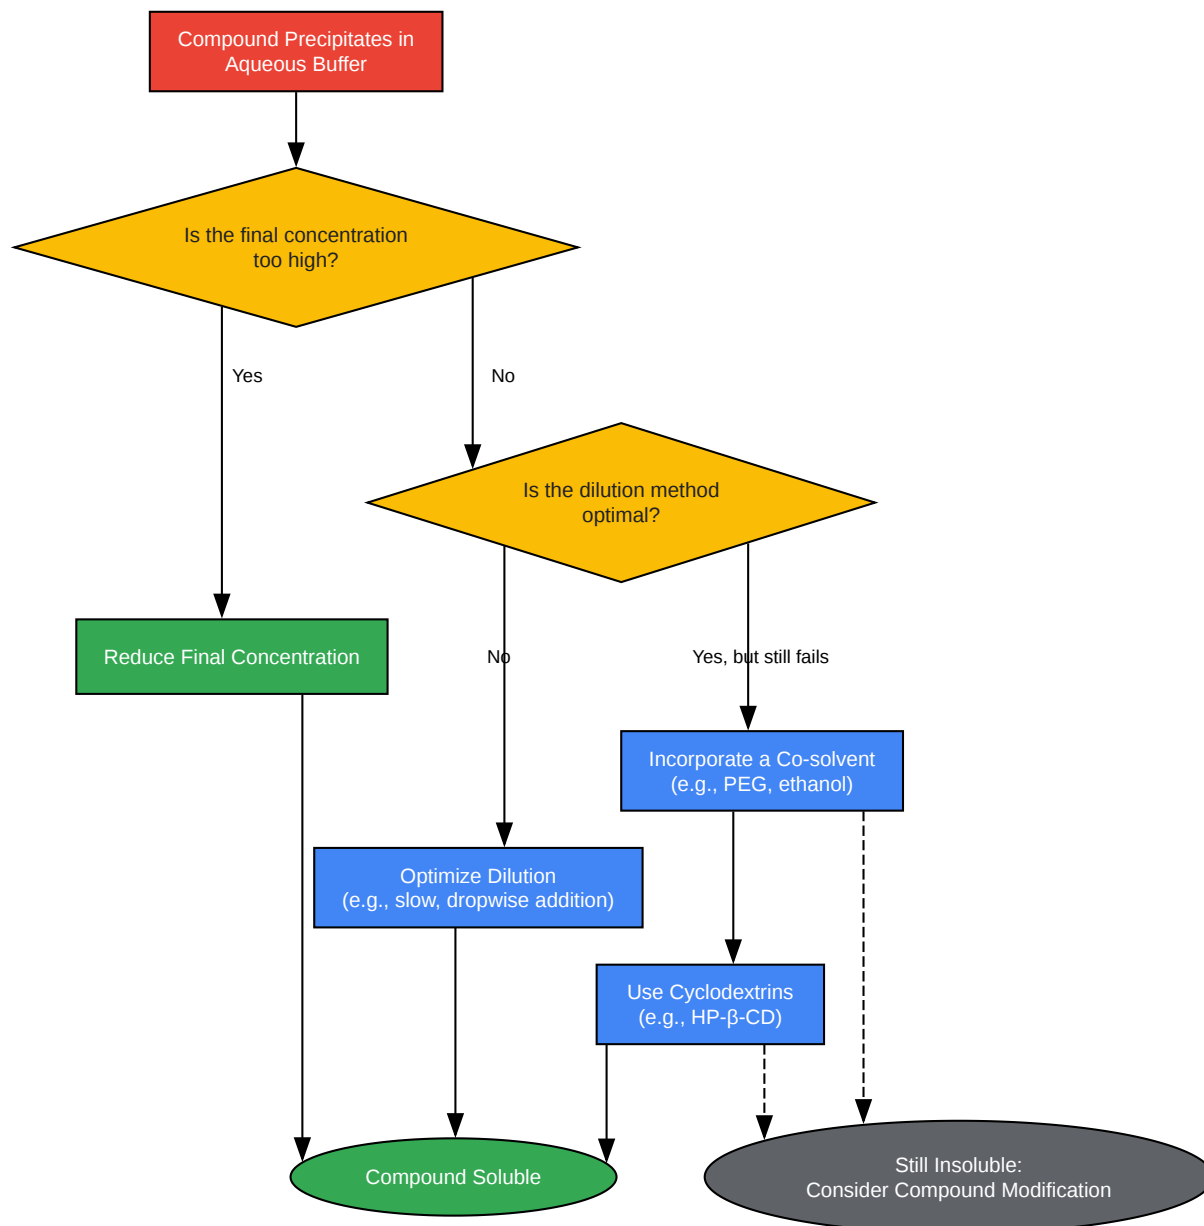 Compound Precipitates in
Aqueous Buffer
Is the final concentration
too high?
Yes
No
Is the dilution method
optimal?
Reduce Final Concentration
No
Yes, but still fails
Incorporate a Co-solvent
(e.g., PEG, ethanol)
Optimize Dilution
(e.g., slow, dropwise addition)
Use Cyclodextrins
(e.g., HP-β-CD)
Compound Soluble
Still Insoluble:
Consider Compound Modification